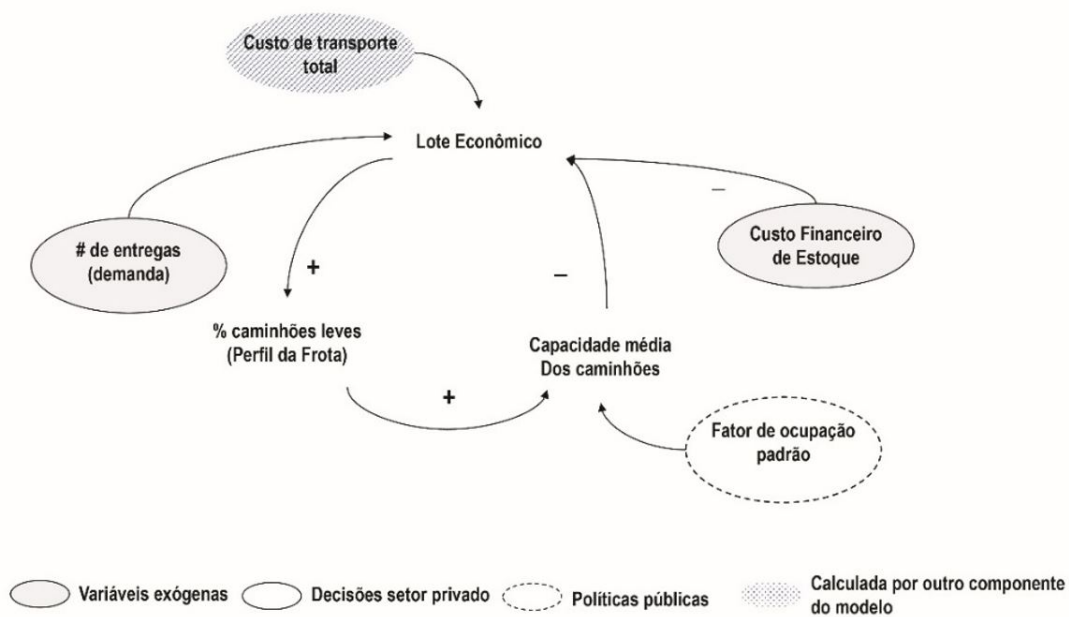 Custo de transporte
total
Lote Econômico
–
# de entregas
(demanda)
Custo Financeiro
de Estoque
+
–
% caminhões leves
(Perfil da Frota)
Capacidade média
Dos caminhões
+
Fator de ocupação
padrão
Variáveis exógenas
Decisões setor privado
Políticas públicas
Calculada por outro componente
do modelo